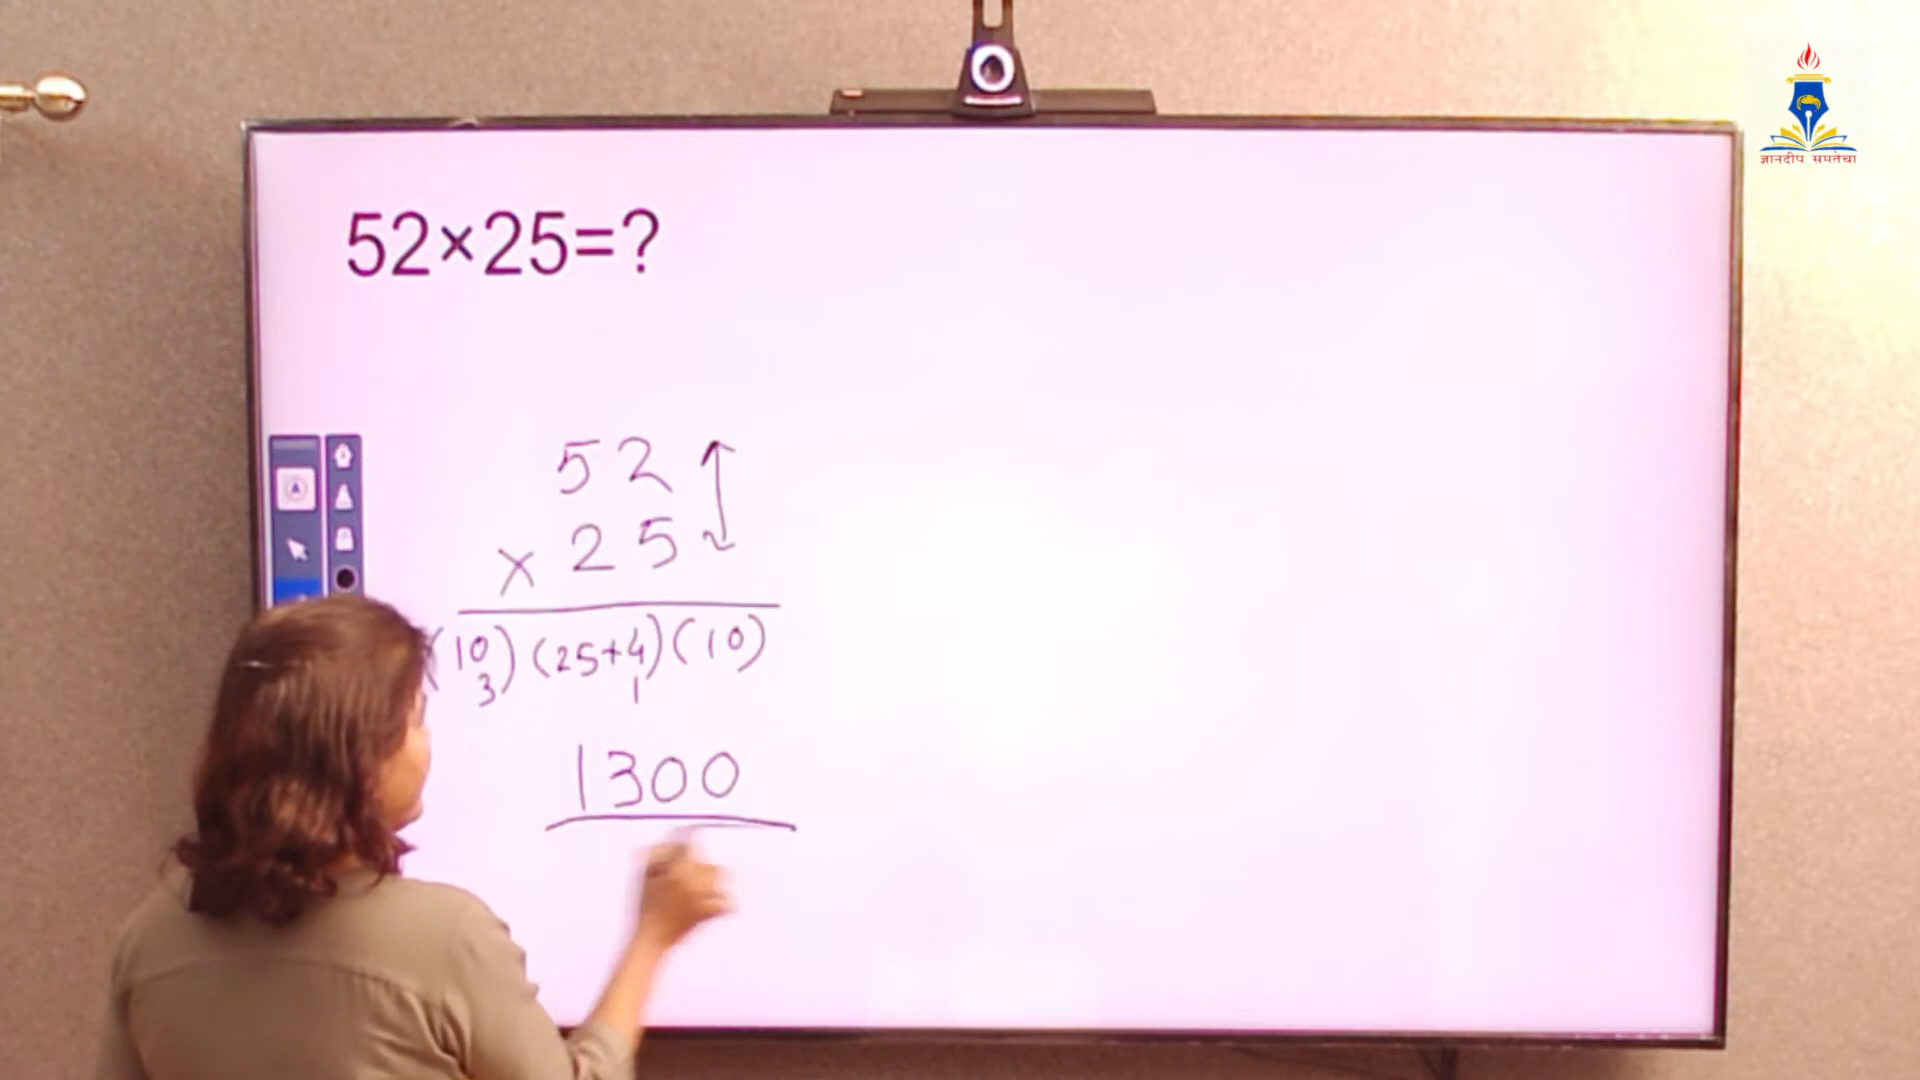 ज्ञानदीप समतेचा
52×25=?
52
× 25
(10) (25+4) (10)
3 1
1300